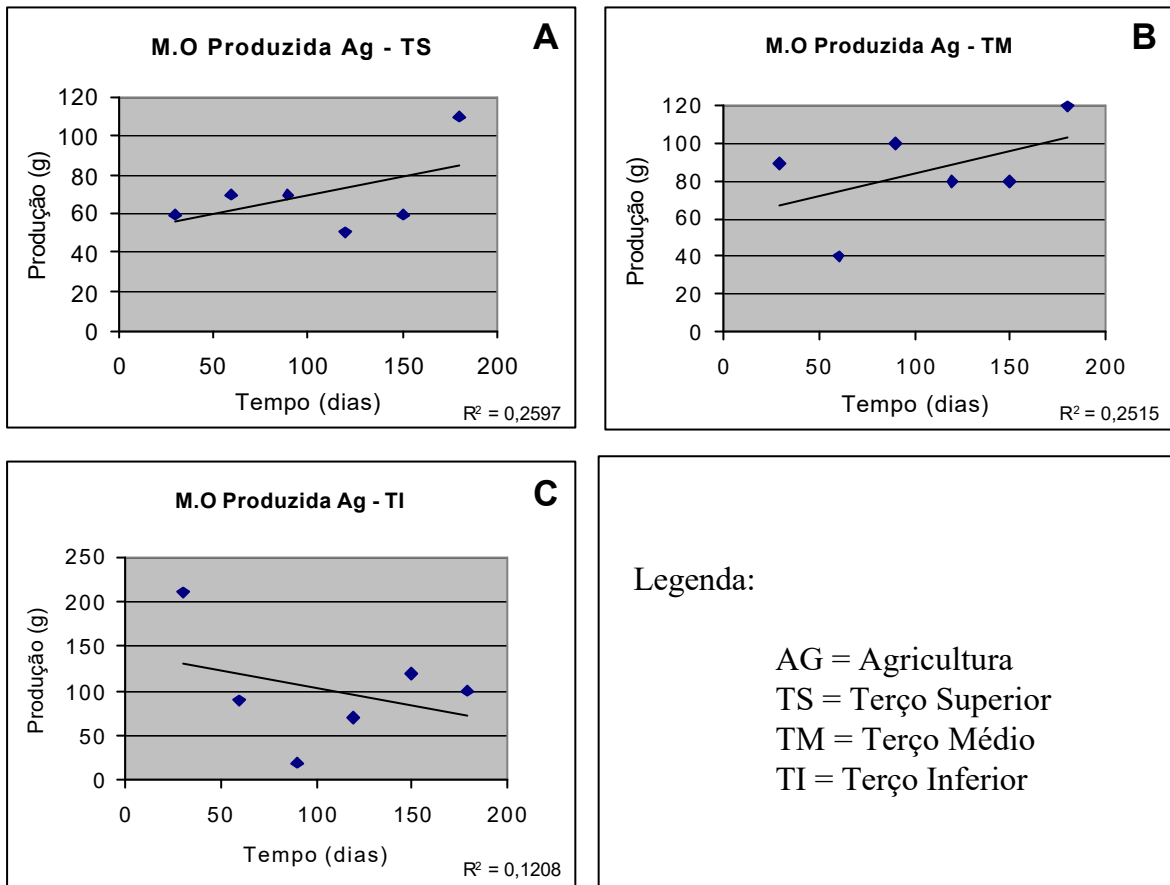 A
M.O Produzida Ag - TS
Produção (g)
120
100
80
60
40
20
0
0 50 100 150 200
Tempo (dias)
R² = 0,2597
B
M.O Produzida Ag - TM
Produção (g)
120
100
80
60
40
20
0
0 50 100 150 200
Tempo (dias)
R² = 0,2515
C
M.O Produzida Ag - TI
Produção (g)
250
200
150
100
50
0
0 50 100 150 200
Tempo (dias)
R² = 0,1208
Legenda:
AG = Agricultura
TS = Terço Superior
TM = Terço Médio
TI = Terço Inferior